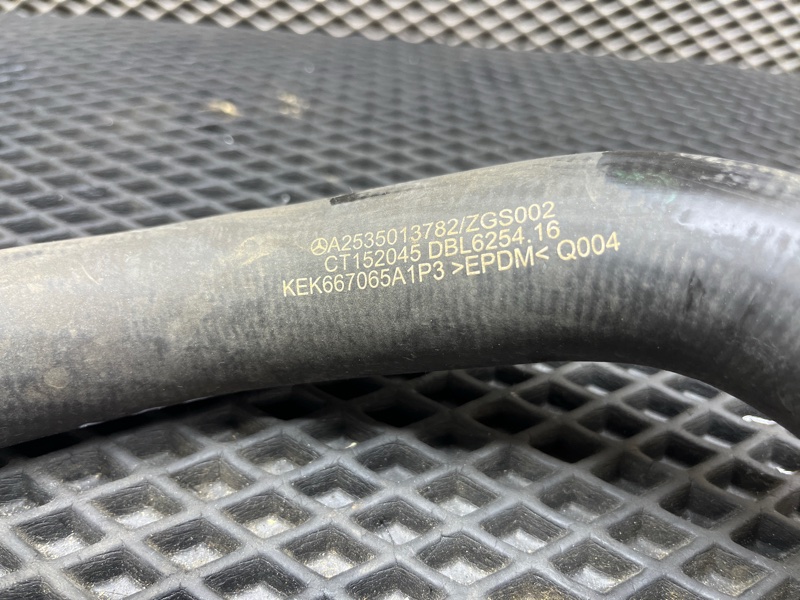 A2535013782/ZGS002
CT152045 DBL6254.16
KEK667065A1P3 >EPDM< Q004